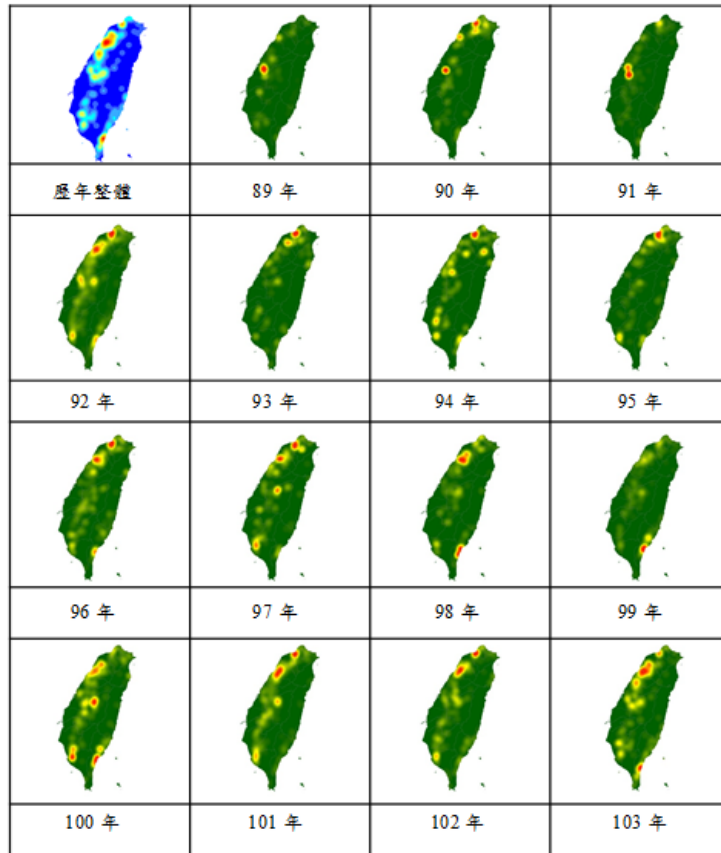 歷年整體
89 年
90 年
91 年
92 年
93 年
94 年
95 年
96 年
97 年
98 年
99 年
100 年
101 年
102 年
103 年